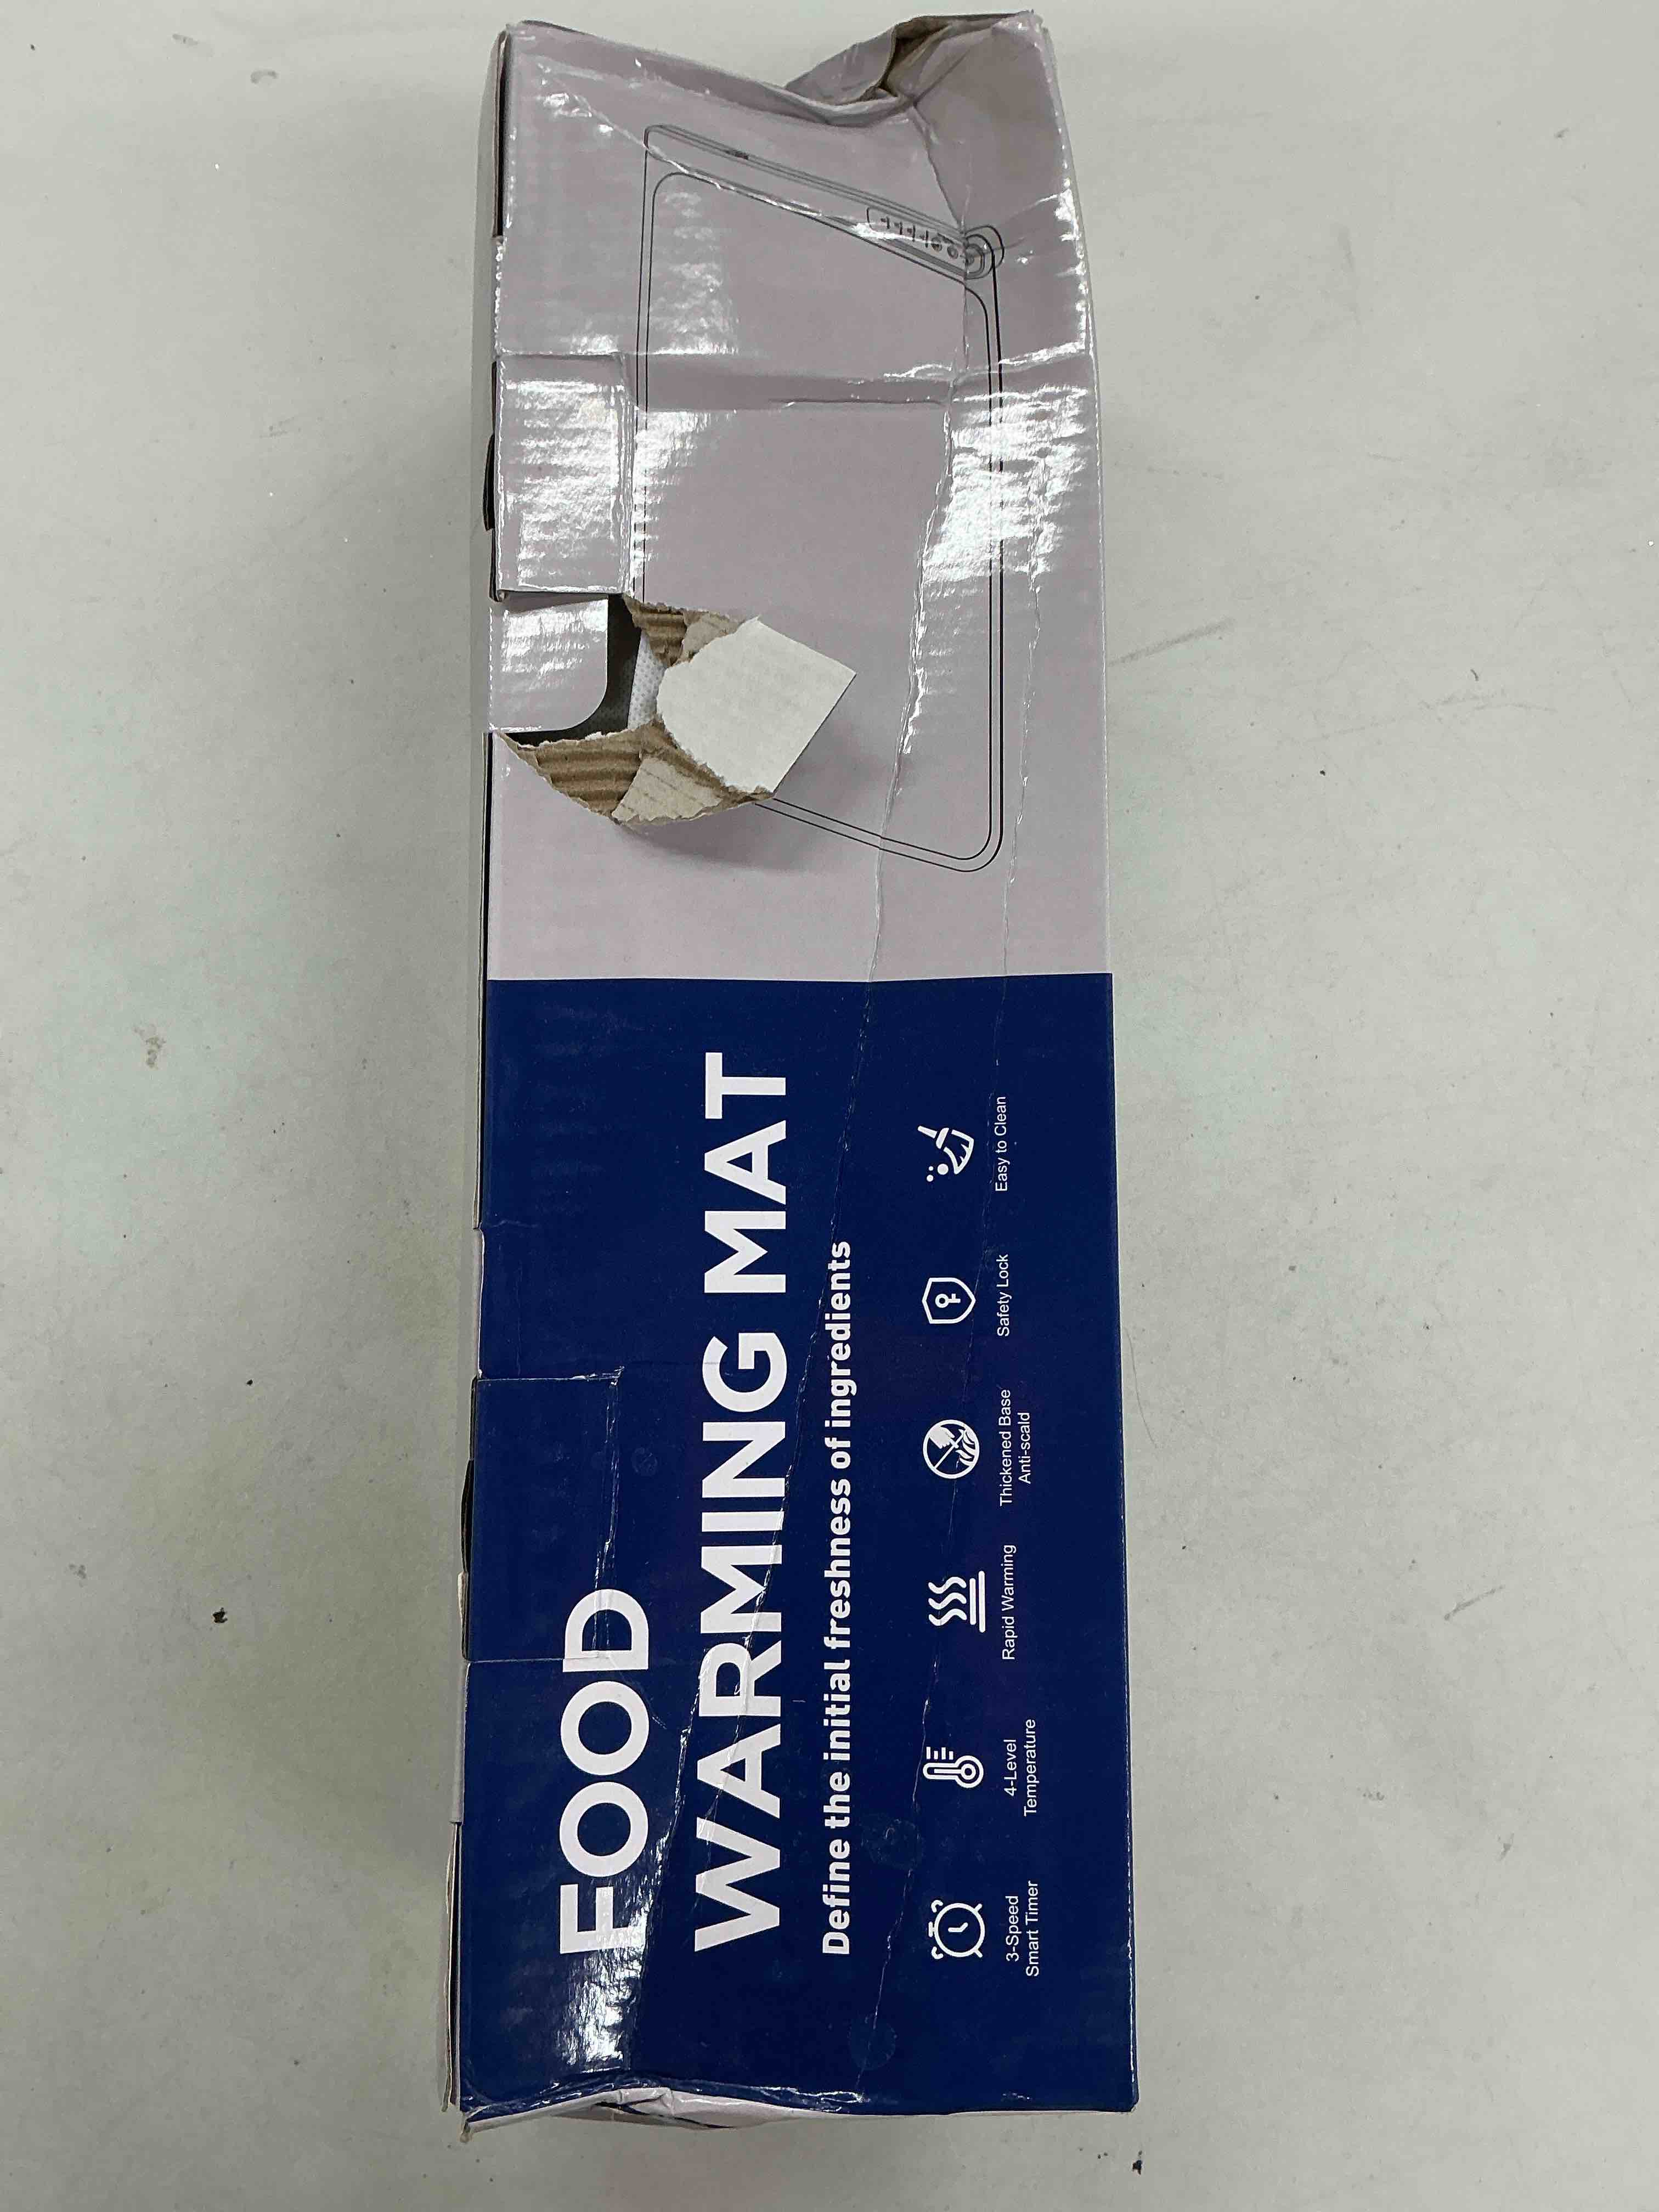 FOOD
WARMING MAT
Define the initial freshness of ingredients
3-Speed
Smart Timer
4-Level
Temperature
Rapid Warming
Thickened Base
Anti-scald
Safety Lock
Easy to Clean